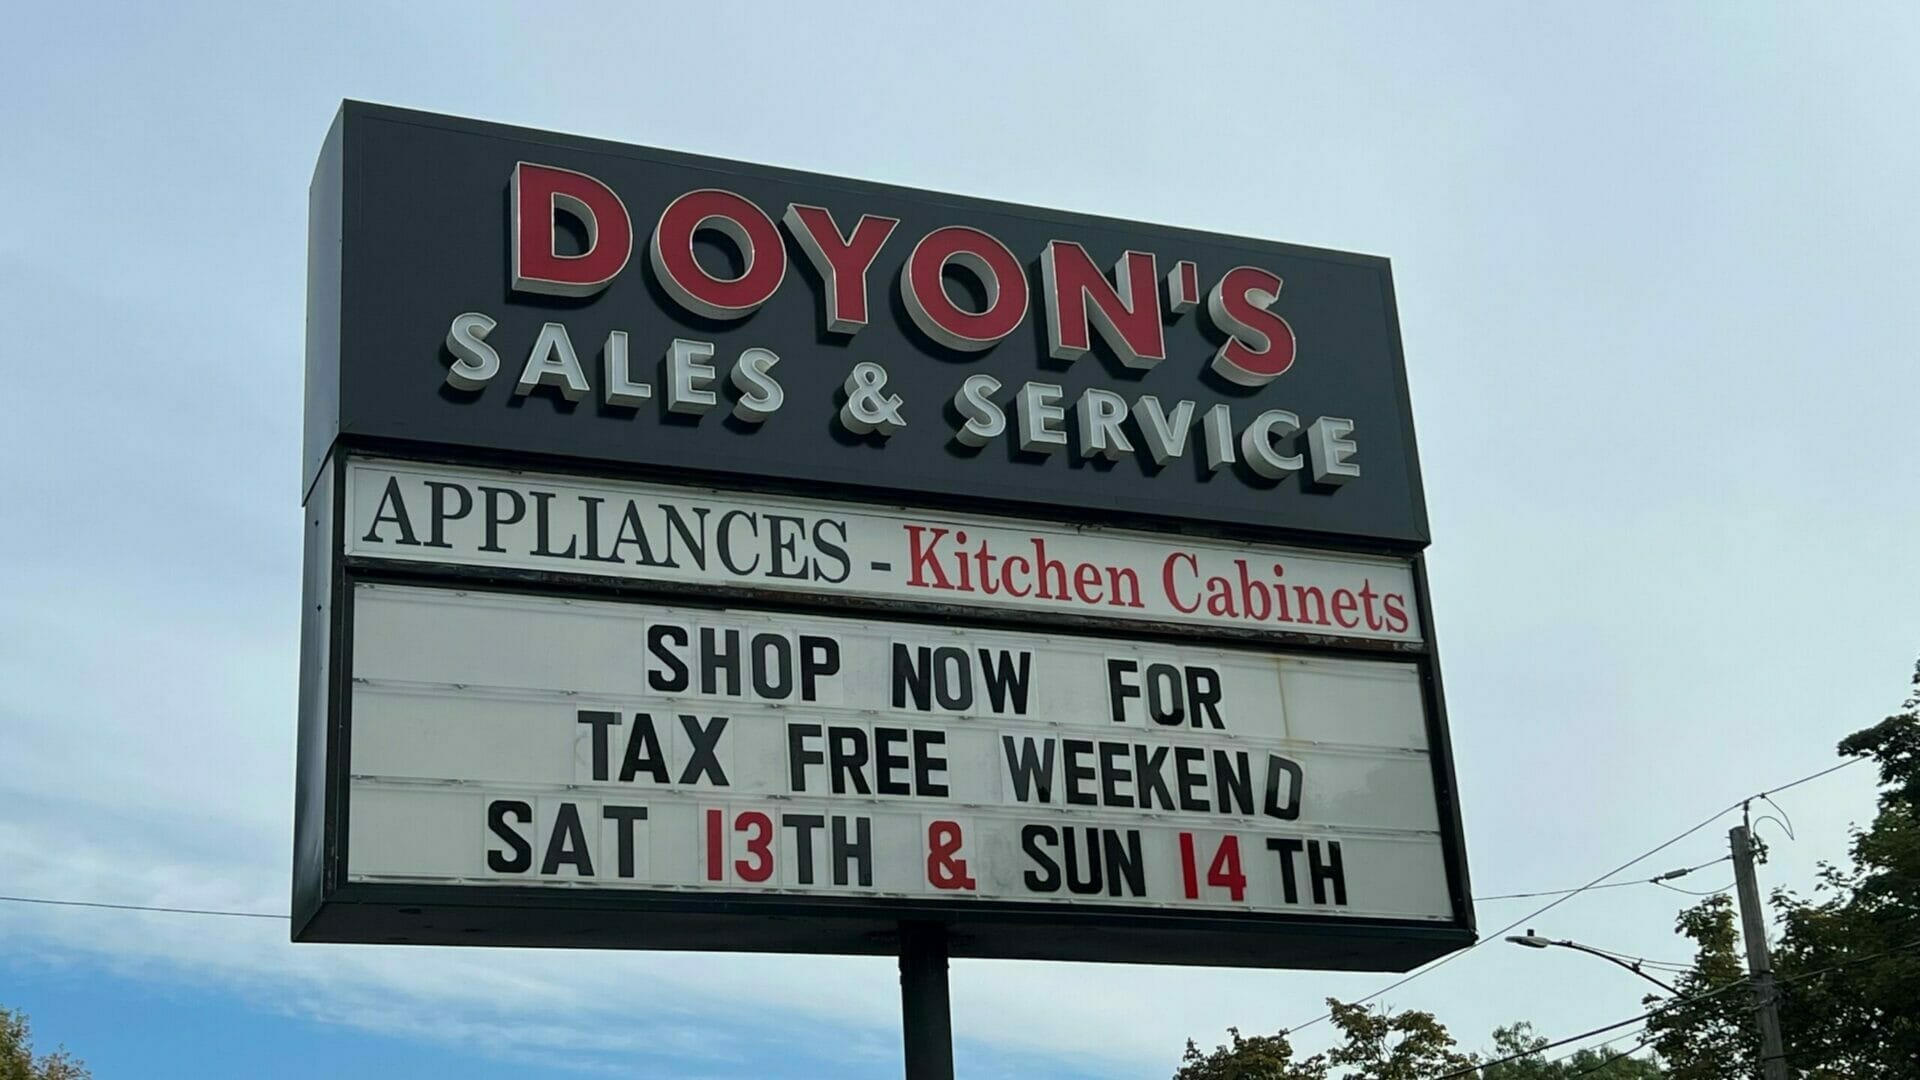 DOYON'S
SALES & SERVICE
APPLIANCES - Kitchen Cabinets
SHOP NOW FOR
TAX FREE WEEKEND
SAT 13TH & SUN 14TH